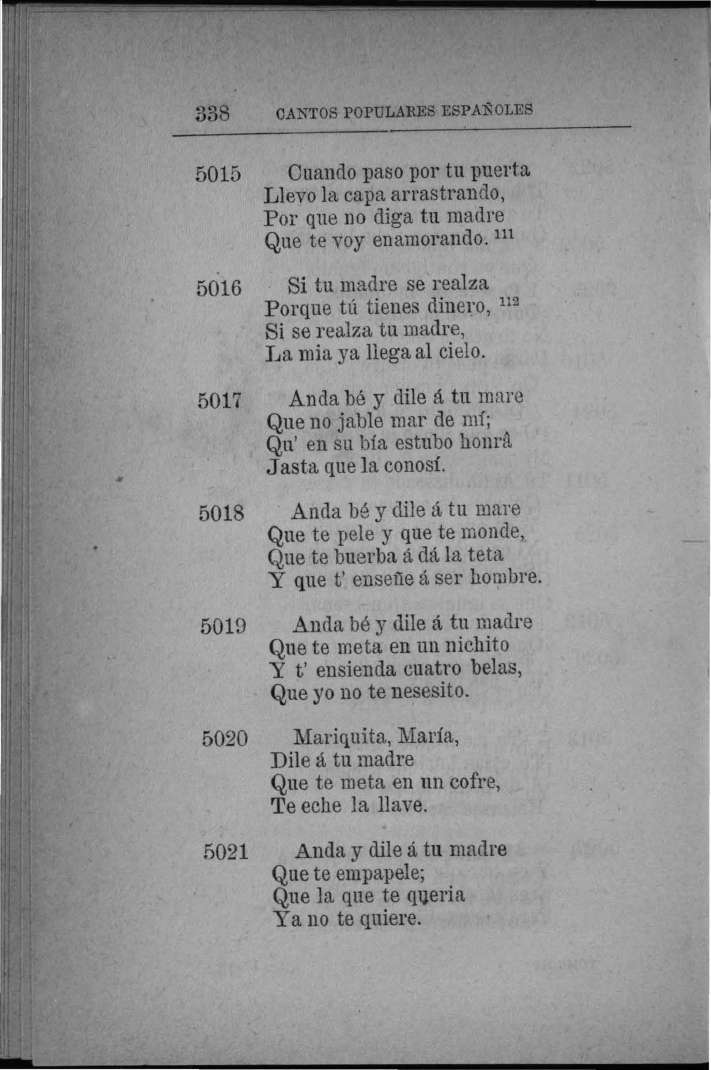 338 CANTOS POPULARES ESPAÑOLES
5015 Cuando paso por tu puerta
Llevo la capa arrastrando,
Por que no diga tu madre
Que te voy enamorando. 111
5016 Si tu madre se realza
Porque tú tienes dinero, 112
Si se realza tu madre,
La mia ya llega al cielo.
5017 Anda bé y dile á tu mare
Que no jable mar de mí;
Qu' en su bía estubo honrâ
Jasta que la conosí.
5018 Anda bé y dile á tu mare
Que te pele y que te monde,
Que te buerba á dá la teta
Y que t' enseñe á ser hombre.
5019 Anda bé y dile á tu madre
Que te meta en un nichito
Y t' ensienda cuatro belas,
Que yo no te nesesito.
5020 Mariquita, María,
Dile á tu madre
Que te meta en un cofre,
Te eche la llave.
5021 Anda y dile á tu madre
Que te empapele;
Que la que te queria
Ya no te quiere.